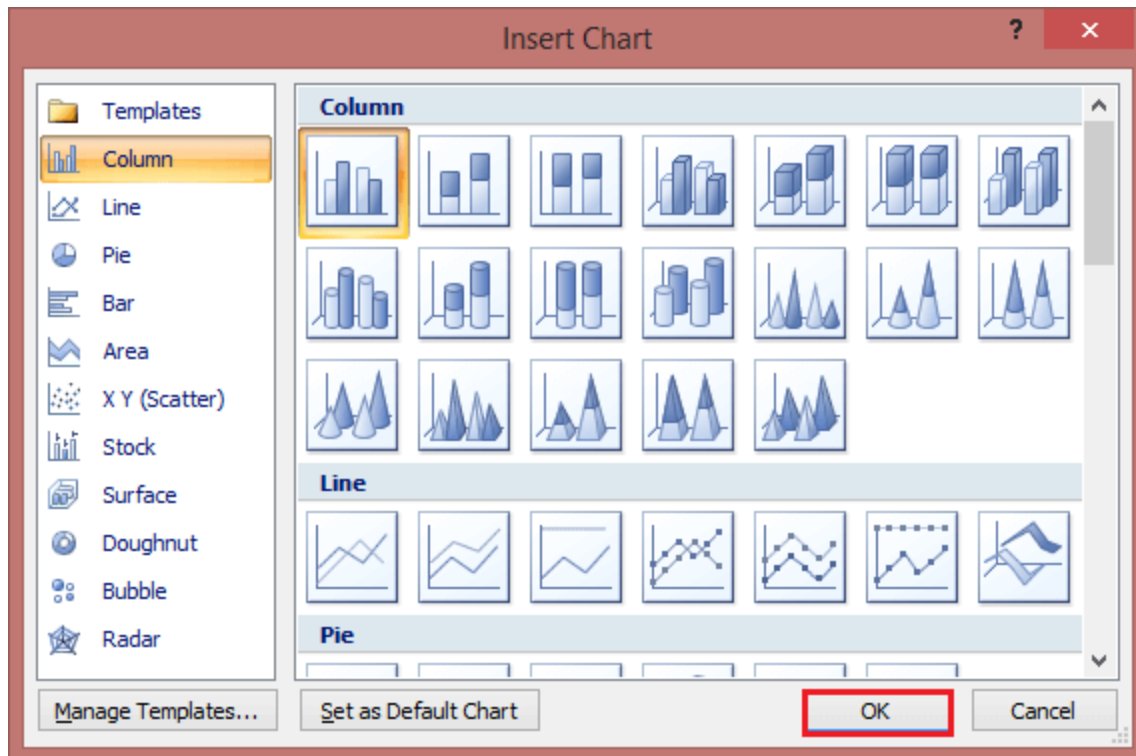 Insert Chart
?
Templates
Column
Line
Pie
Bar
Area
X Y (Scatter)
Stock
Surface
Doughnut
Bubble
Radar
Column
Line
Pie
Manage Templates...
Set as Default Chart
OK
Cancel